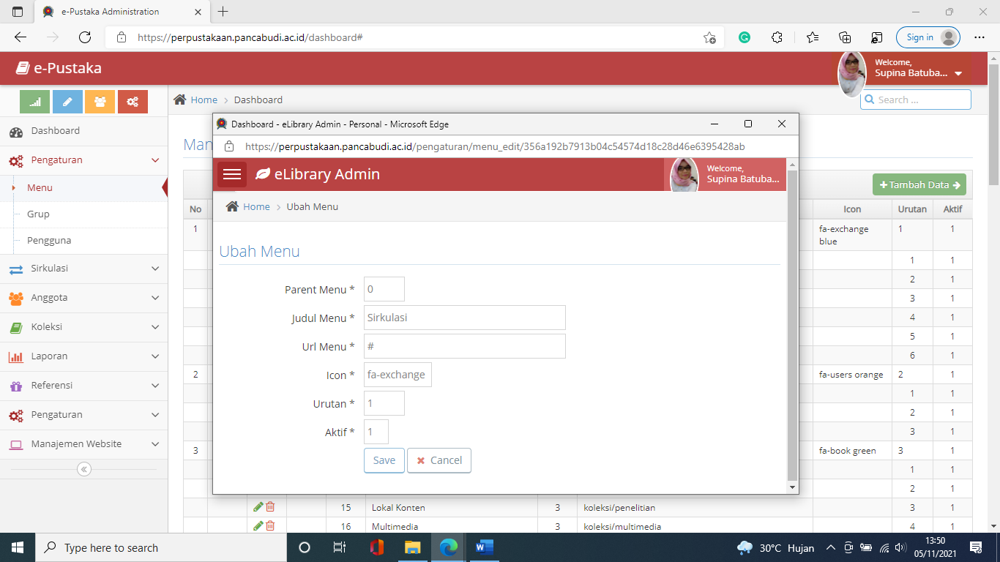 e-Pustaka Administration
https://perpustakaan.pancabudi.ac.id/dashboard#
Sign in
e-Pustaka
Welcome,
Supina Batuba...
Home > Dashboard
Search ...
Dashboard
Pengaturan
Menu
Grup
Pengguna
Sirkulasi
Anggota
Koleksi
Laporan
Referensi
Pengaturan
Manajemen Website
Man
Tambah Data
No Icon Urutan Aktif
1 fa-exchange blue 1 1
1 1
2 1
3 1
4 1
5 1
6 1
2 fa-users orange 2 1
1 1
2 1
3 1
3 fa-book green 3 1
1 1
2 1
15 Lokal Konten 3 koleksi/penelitian 3 1
16 Multimedia 3 koleksi/multimedia 4 1
Dashboard - eLibrary Admin - Personal - Microsoft Edge
https://perpustakaan.pancabudi.ac.id/pengaturan/menu_edit/356a192b7913b04c54574d18c28d46e6395428ab
eLibrary Admin
Welcome,
Supina Batuba...
Home > Ubah Menu
Ubah Menu
Parent Menu * 0
Judul Menu * Sirkulasi
Url Menu * #
Icon * fa-exchange
Urutan * 1
Aktif * 1
Save Cancel
Type here to search
30°C Hujan
13:50
05/11/2021